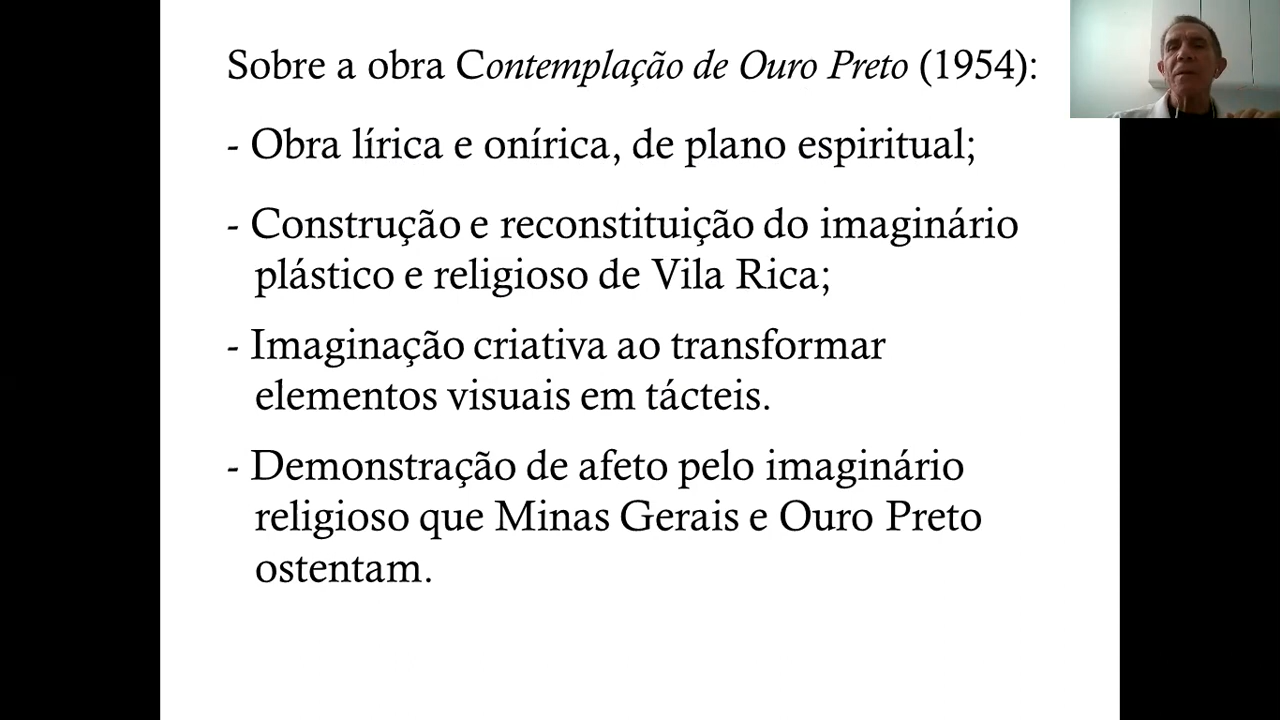 Sobre a obra Contemplação de Ouro Preto (1954):
- Obra lírica e onírica, de plano espiritual;
- Construção e reconstituição do imaginário
plástico e religioso de Vila Rica;
- Imaginação criativa ao transformar
elementos visuais em tácteis.
- Demonstração de afeto pelo imaginário
religioso que Minas Gerais e Ouro Preto
ostentam.